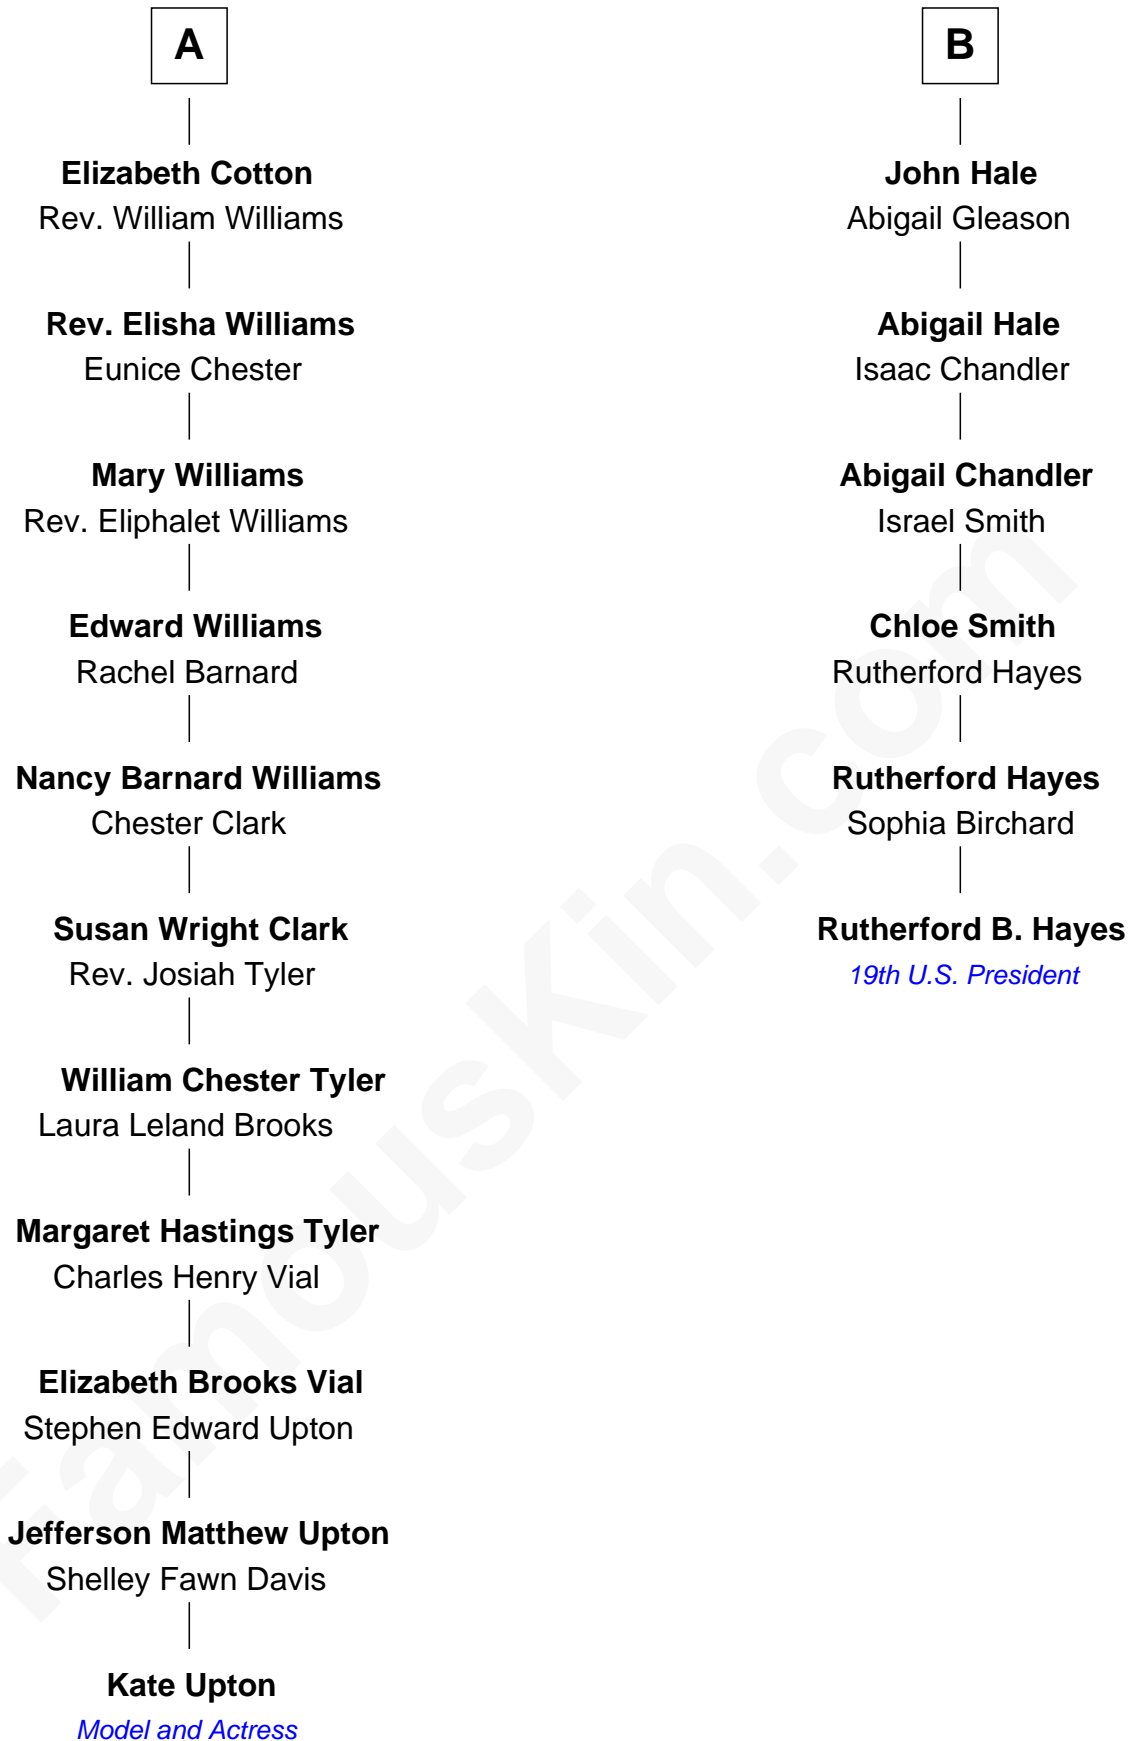 A
Elizabeth Cotton
Rev. William Williams
Rev. Elisha Williams
Eunice Chester
Mary Williams
Rev. Eliphalet Williams
Edward Williams
Rachel Barnard
Nancy Barnard Williams
Chester Clark
Susan Wright Clark
Rev. Josiah Tyler
William Chester Tyler
Laura Leland Brooks
Margaret Hastings Tyler
Charles Henry Vial
Elizabeth Brooks Vial
Stephen Edward Upton
Jefferson Matthew Upton
Shelley Fawn Davis
Kate Upton
Model and Actress
B
John Hale
Abigail Gleason
Abigail Hale
Isaac Chandler
Abigail Chandler
Israel Smith
Chloe Smith
Rutherford Hayes
Rutherford Hayes
Sophia Birchard
Rutherford B. Hayes
19th U.S. President
FamousKin.com